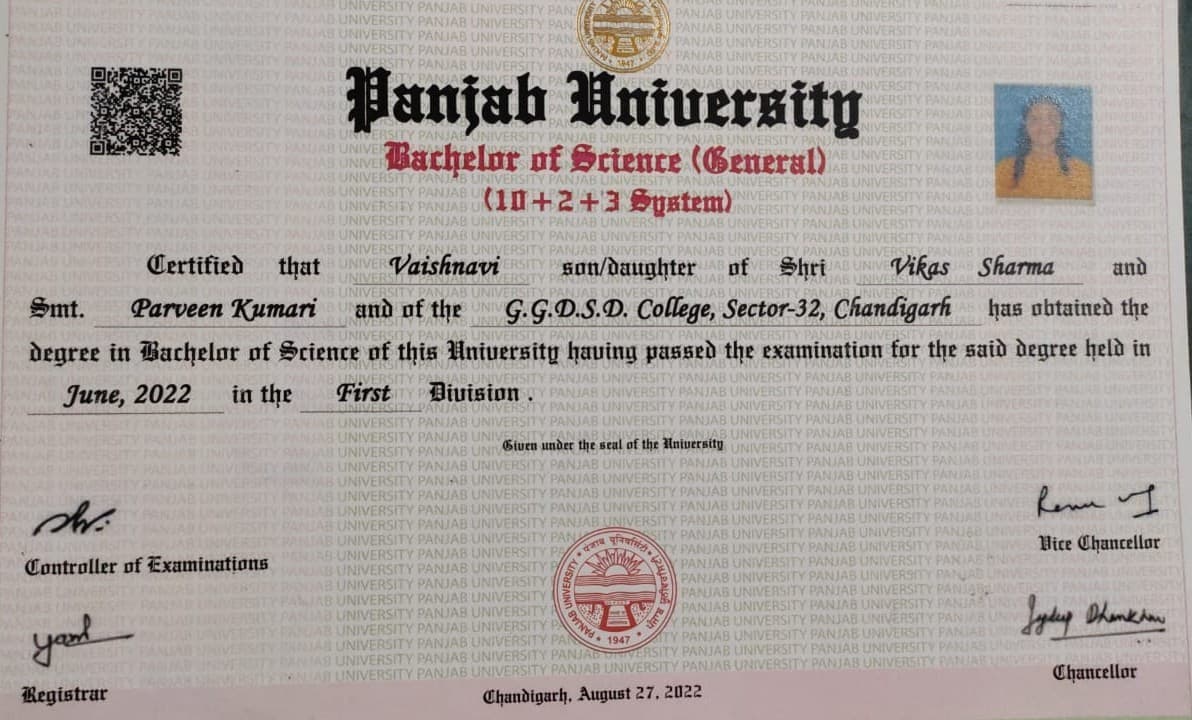 Panjab University
Bachelor of Science (General)
(10+2+3 System)
Certified that Vaishnavi son/daughter of Shri Vikas Sharma and
Smt. Parveen Kumari and of the G.G.D.S.D. College, Sector-32, Chandigarh has obtained the
degree in Bachelor of Science of this University having passed the examination for the said degree held in
June, 2022 in the First Division .
Given under the seal of the University
Controller of Examinations
Vice Chancellor
PANJAB UNIVERSITY
1947
Registrar
Chandigarh, August 27, 2022
Chancellor